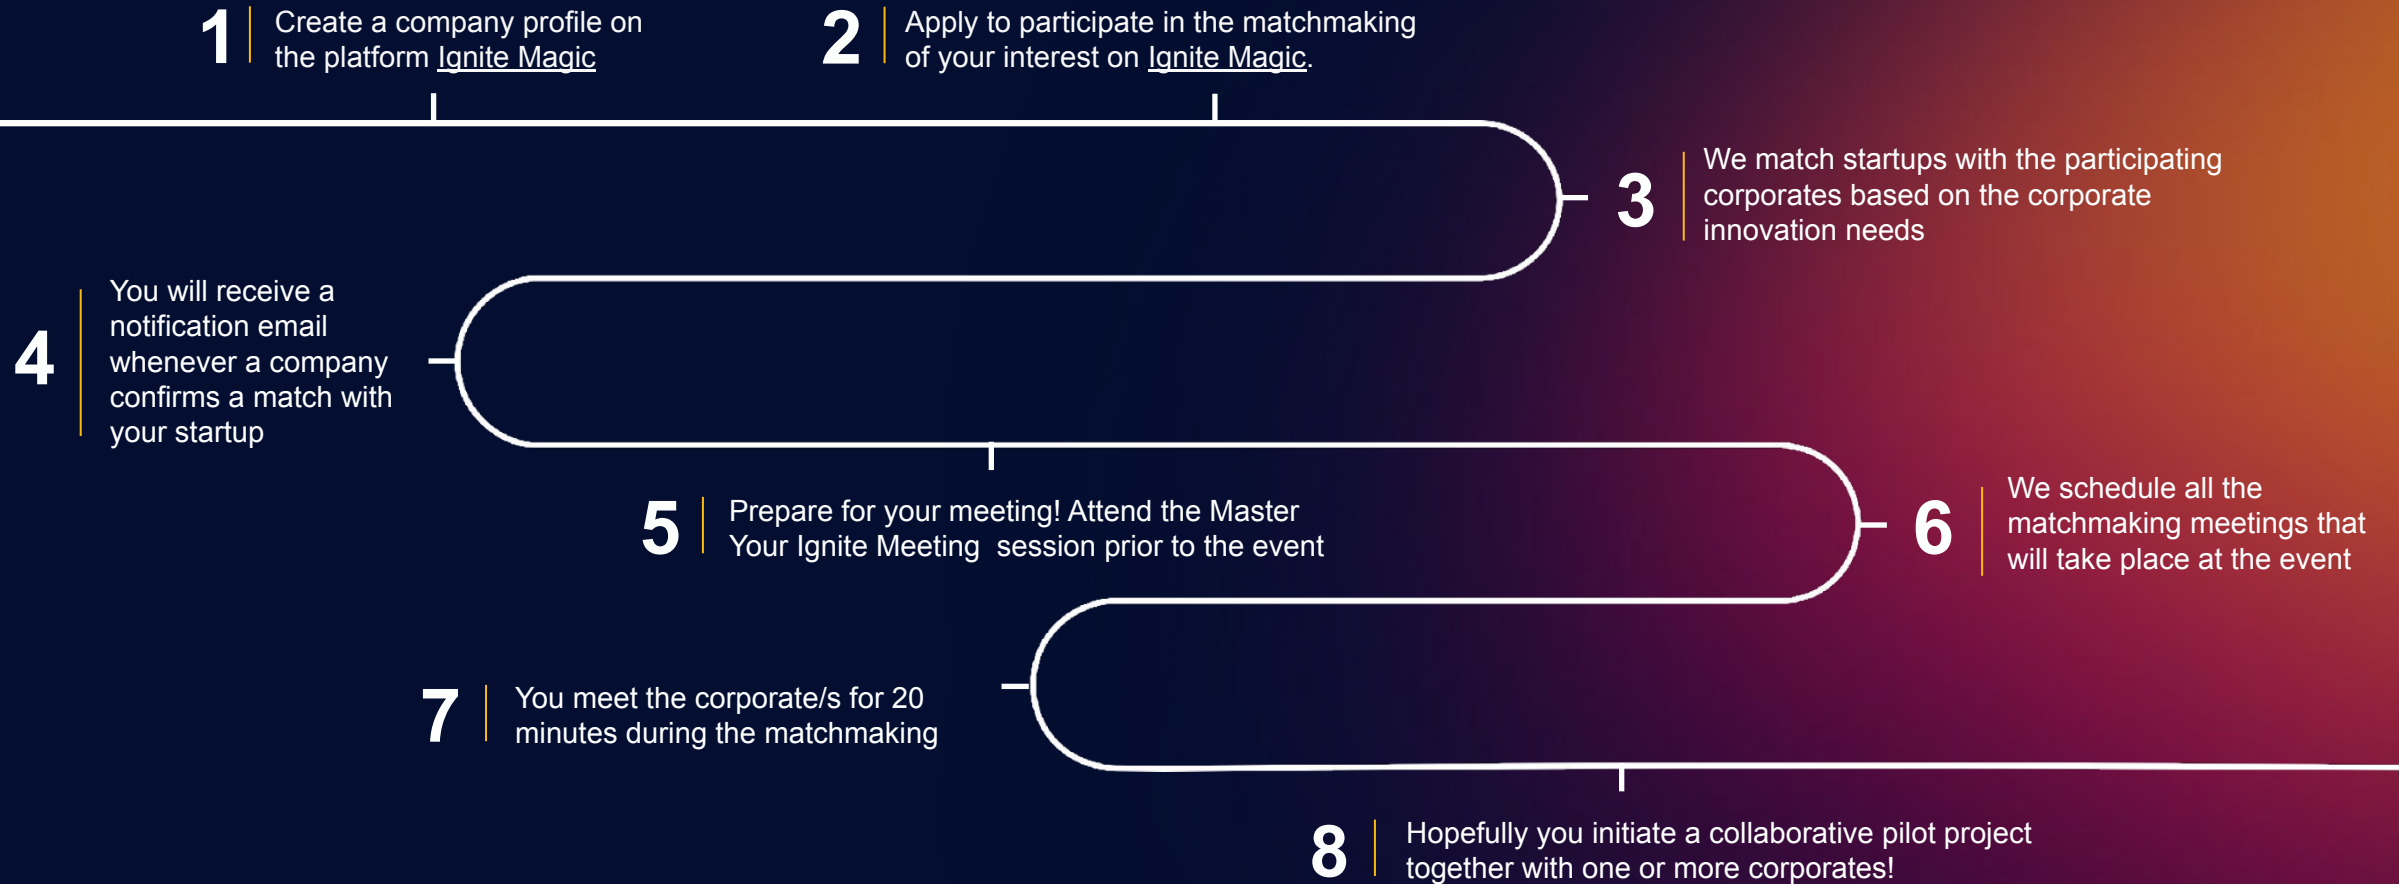 1
Create a company profile on
the platform Ignite Magic
2
Apply to participate in the matchmaking
of your interest on Ignite Magic.
3
We match startups with the participating
corporates based on the corporate
innovation needs
4
You will receive a
notification email
whenever a company
confirms a match with
your startup
5
Prepare for your meeting! Attend the Master
Your Ignite Meeting  session prior to the event
6
We schedule all the
matchmaking meetings that
will take place at the event
7
You meet the corporate/s for 20
minutes during the matchmaking
8
Hopefully you initiate a collaborative pilot project
together with one or more corporates!